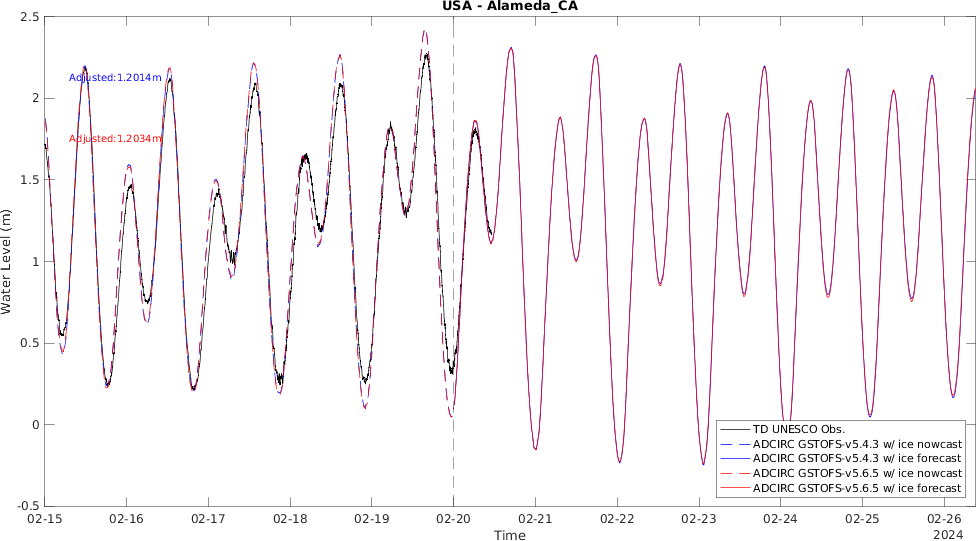 USA - Alameda_CA
2.5
2
1.5
1
0.5
0
-0.5
Water Level (m)
Adjusted:1.2014m
Adjusted:1.2034m
TD UNESCO Obs.
ADCIRC GSTOFS-v5.4.3 w/ ice nowcast
ADCIRC GSTOFS-v5.4.3 w/ ice forecast
ADCIRC GSTOFS-v5.6.5 w/ ice nowcast
ADCIRC GSTOFS-v5.6.5 w/ ice forecast
02-15 02-16 02-17 02-18 02-19 02-20 02-21 02-22 02-23 02-24 02-25 02-26
Time
2024